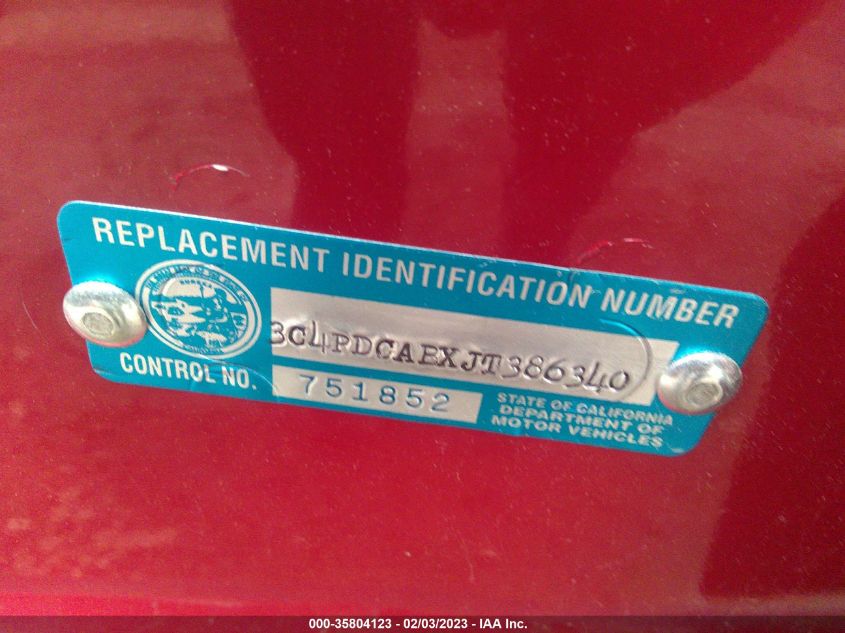 REPLACEMENT IDENTIFICATION NUMBER
3C4PDCABXJT386340
CONTROL NO.
751852
STATE OF CALIFORNIA
DEPARTMENT OF
MOTOR VEHICLES
000-35804123 - 02/03/2023 - IAA Inc.